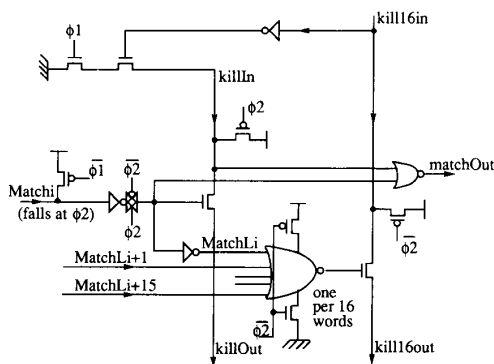 kill16in
ϕ1
killIn
ϕ2
matchOut
ϕ1̅
ϕ2̅
Matchi
(falls at ϕ2)
ϕ2
ϕ2̅
MatchLi
MatchLi+1
MatchLi+15
one
per 16
words
ϕ2̅
killOut
kill16out